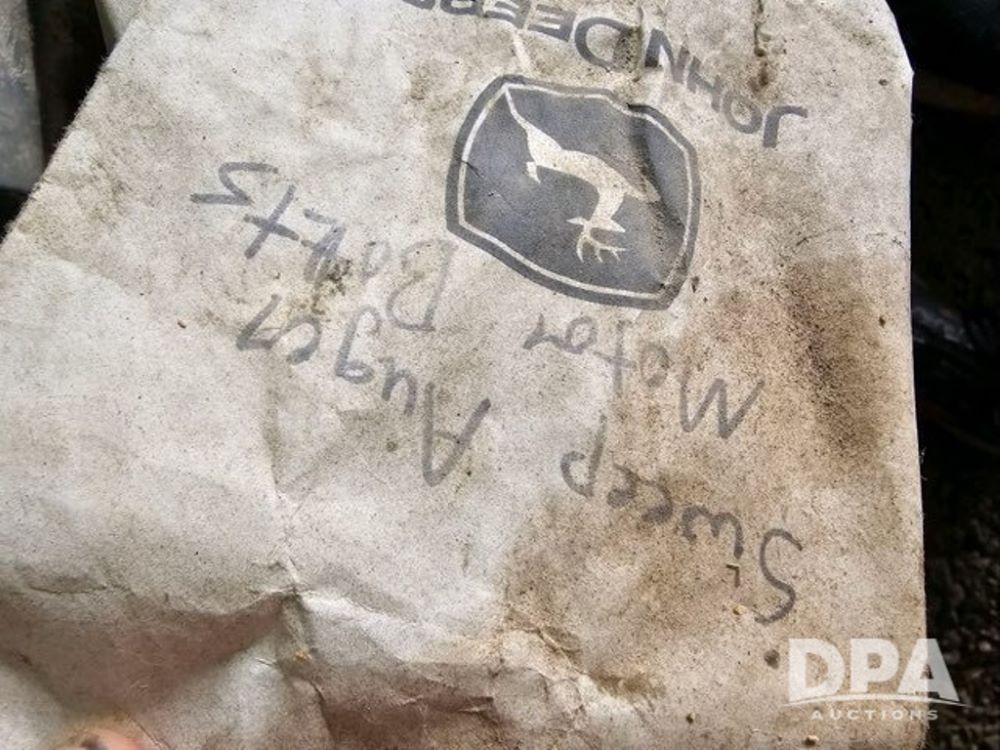 Sweep Auger
Motor Bolts
JOHN DEERE
DPA
AUCTIONS